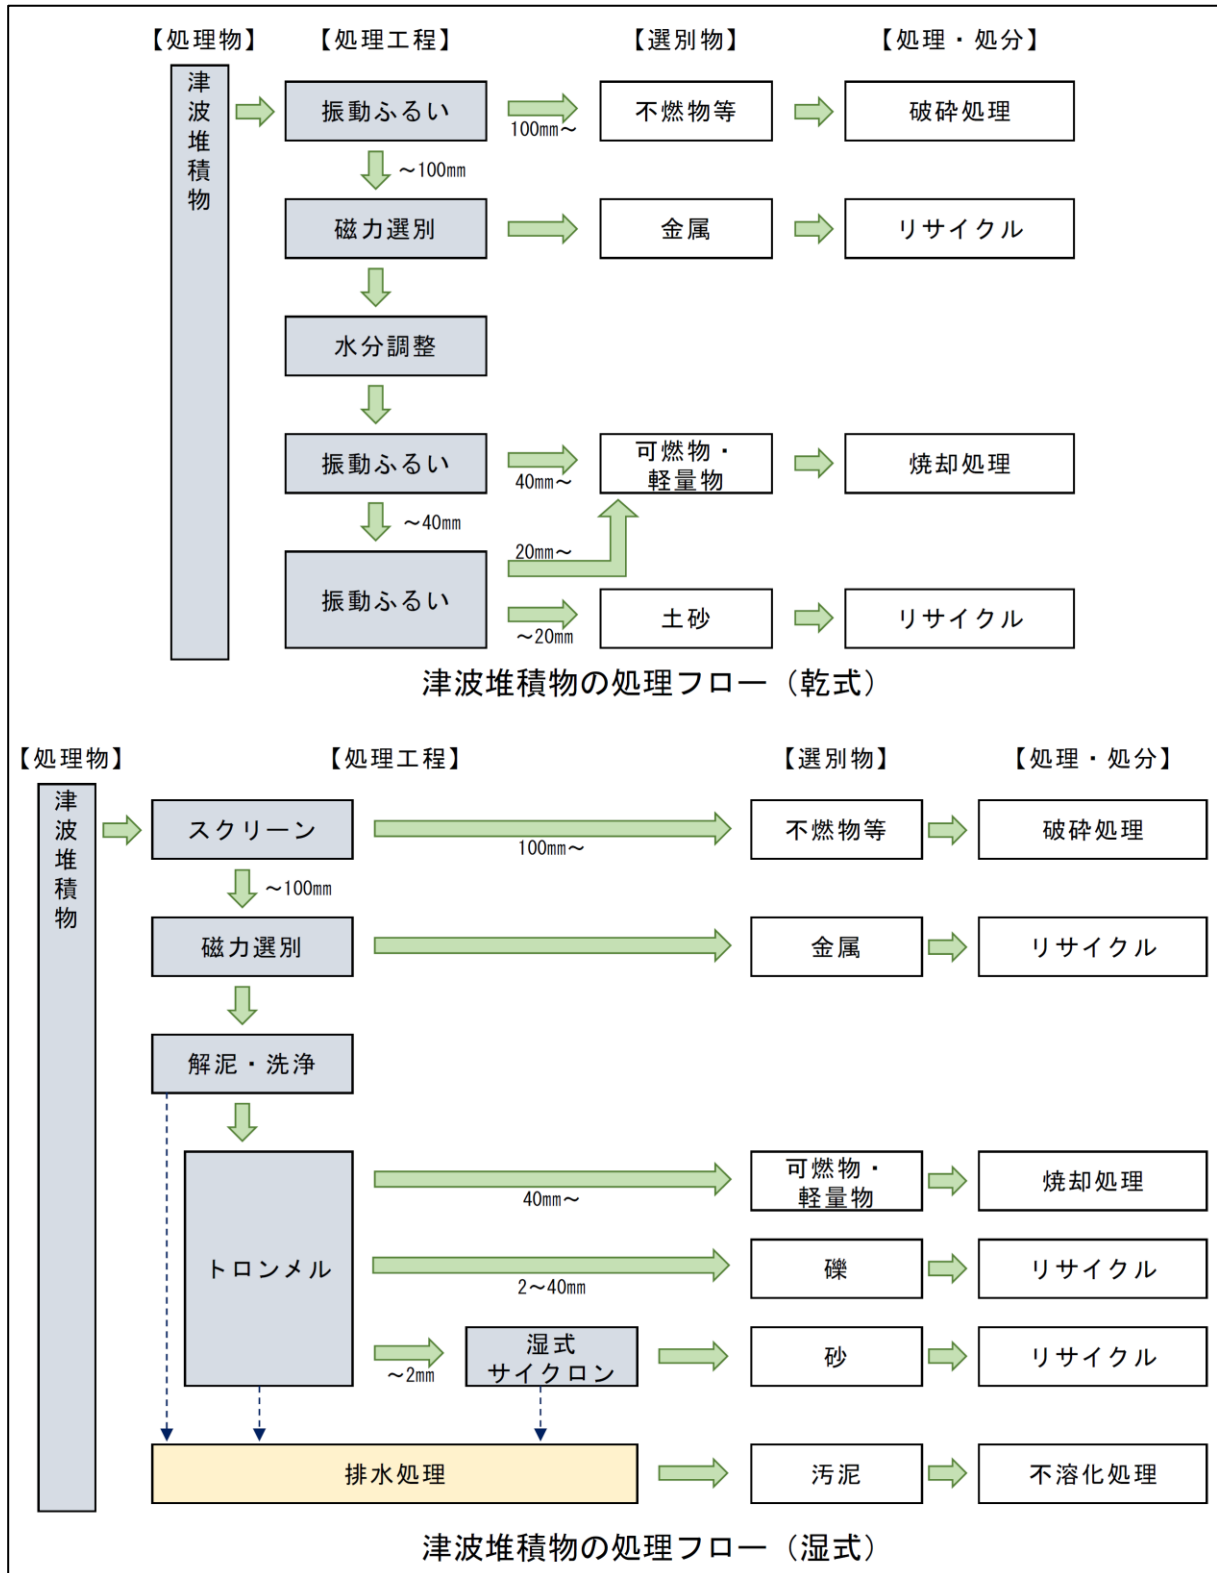 【処理物】 【処理工程】 【選別物】 【処理・処分】
津波堆積物
振動ふるい 100mm～ 不燃物等 破砕処理
～100mm
磁力選別 金属 リサイクル
水分調整
振動ふるい 40mm～ 可燃物・
軽量物 焼却処理
～40mm
20mm～
振動ふるい ～20mm 土砂 リサイクル
津波堆積物の処理フロー（乾式）
【処理物】 【処理工程】 【選別物】 【処理・処分】
津波堆積物
スクリーン 100mm～ 不燃物等 破砕処理
～100mm
磁力選別 金属 リサイクル
解泥・洗浄
トロンメル
40mm～ 可燃物・
軽量物 焼却処理
2～40mm 礫 リサイクル
～2mm 湿式
サイクロン 砂 リサイクル
排水処理 汚泥 不溶化処理
津波堆積物の処理フロー（湿式）